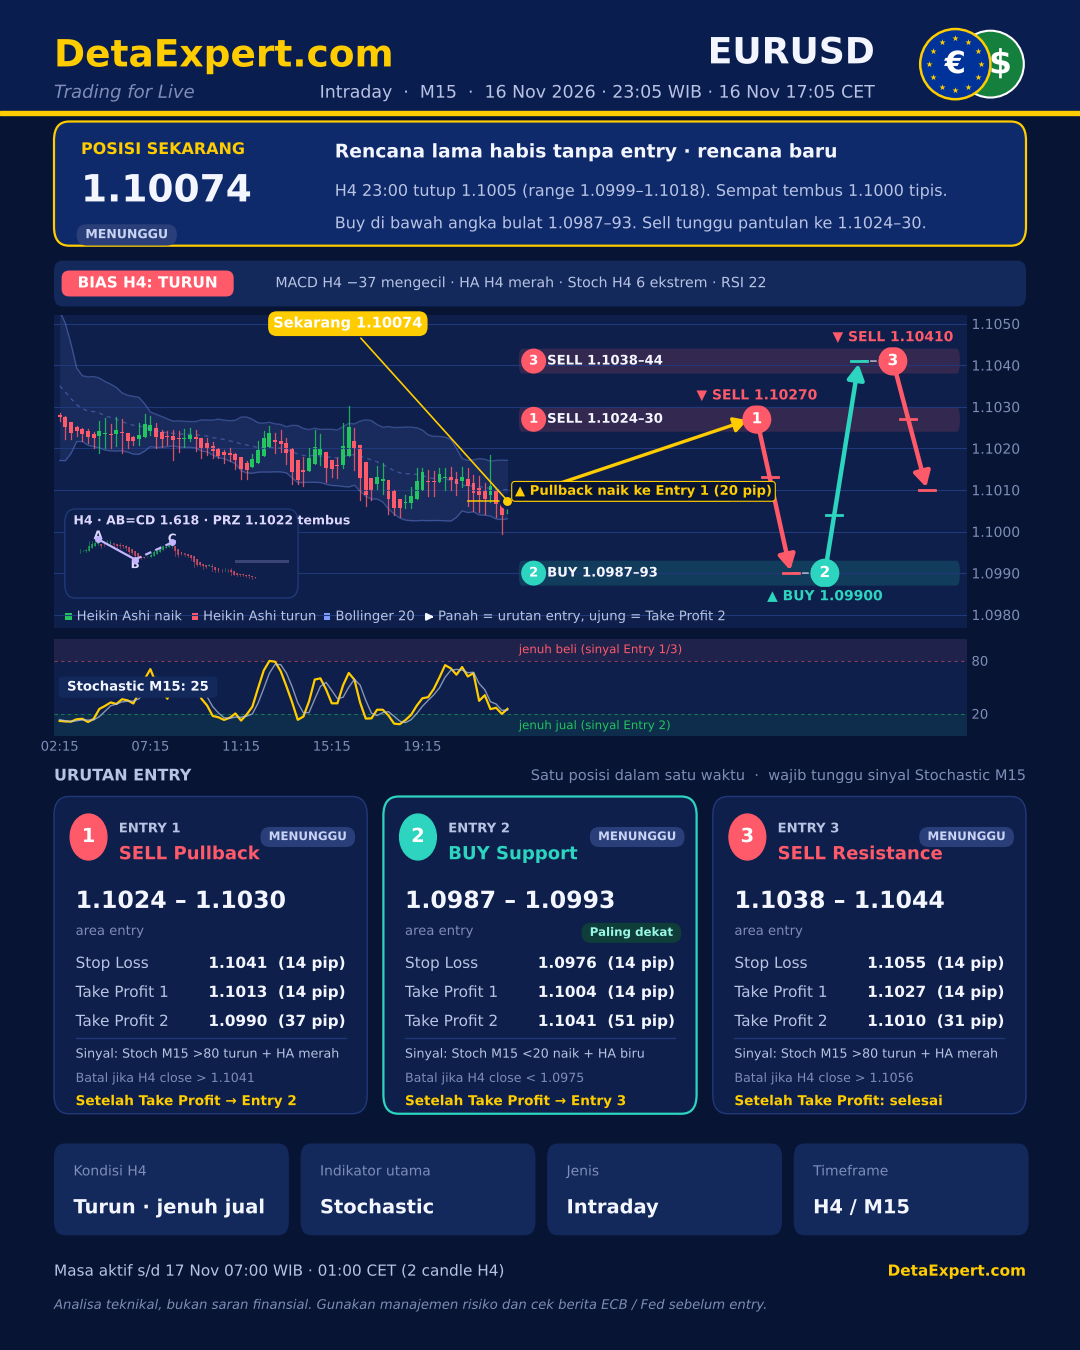 DetaExpert.com
Trading for Live
EURUSD
Intraday · M15 · 16 Nov 2026 · 23:05 WIB · 16 Nov 17:05 CET
€ $
POSISI SEKARANG
1.10074
MENUNGGU
Rencana lama habis tanpa entry · rencana baru
H4 23:00 tutup 1.1005 (range 1.0999–1.1018). Sempat tembus 1.1000 tipis.
Buy di bawah angka bulat 1.0987–93. Sell tunggu pantulan ke 1.1024–30.
BIAS H4: TURUN
MACD H4 −37 mengecil · HA H4 merah · Stoch H4 6 ekstrem · RSI 22
Sekarang 1.10074
1.1050
▼ SELL 1.10410
3 SELL 1.1038–44
3
1.1040
▼ SELL 1.10270
1.1030
1 SELL 1.1024–30
1
1.1020
▲ Pullback naik ke Entry 1 (20 pip)
1.1010
H4 · AB=CD 1.618 · PRZ 1.1022 tembus
A
B
C
1.1000
2 BUY 1.0987–93
2
1.0990
▲ BUY 1.09900
Heikin Ashi naik
Heikin Ashi turun
Bollinger 20
Panah = urutan entry, ujung = Take Profit 2
1.0980
jenuh beli (sinyal Entry 1/3)
80
Stochastic M15: 25
20
jenuh jual (sinyal Entry 2)
02:15 07:15 11:15 15:15 19:15
URUTAN ENTRY
Satu posisi dalam satu waktu · wajib tunggu sinyal Stochastic M15
1
ENTRY 1
MENUNGGU
SELL Pullback
1.1024 – 1.1030
area entry
Stop Loss 1.1041 (14 pip)
Take Profit 1 1.1013 (14 pip)
Take Profit 2 1.0990 (37 pip)
Sinyal: Stoch M15 >80 turun + HA merah
Batal jika H4 close > 1.1041
Setelah Take Profit → Entry 2
2
ENTRY 2
MENUNGGU
BUY Support
1.0987 – 1.0993
area entry
Paling dekat
Stop Loss 1.0976 (14 pip)
Take Profit 1 1.1004 (14 pip)
Take Profit 2 1.1041 (51 pip)
Sinyal: Stoch M15 <20 naik + HA biru
Batal jika H4 close < 1.0975
Setelah Take Profit → Entry 3
3
ENTRY 3
MENUNGGU
SELL Resistance
1.1038 – 1.1044
area entry
Stop Loss 1.1055 (14 pip)
Take Profit 1 1.1027 (14 pip)
Take Profit 2 1.1010 (31 pip)
Sinyal: Stoch M15 >80 turun + HA merah
Batal jika H4 close > 1.1056
Setelah Take Profit: selesai
Kondisi H4
Turun · jenuh jual
Indikator utama
Stochastic
Jenis
Intraday
Timeframe
H4 / M15
Masa aktif s/d 17 Nov 07:00 WIB · 01:00 CET (2 candle H4)
DetaExpert.com
Analisa teknikal, bukan saran finansial. Gunakan manajemen risiko dan cek berita ECB / Fed sebelum entry.